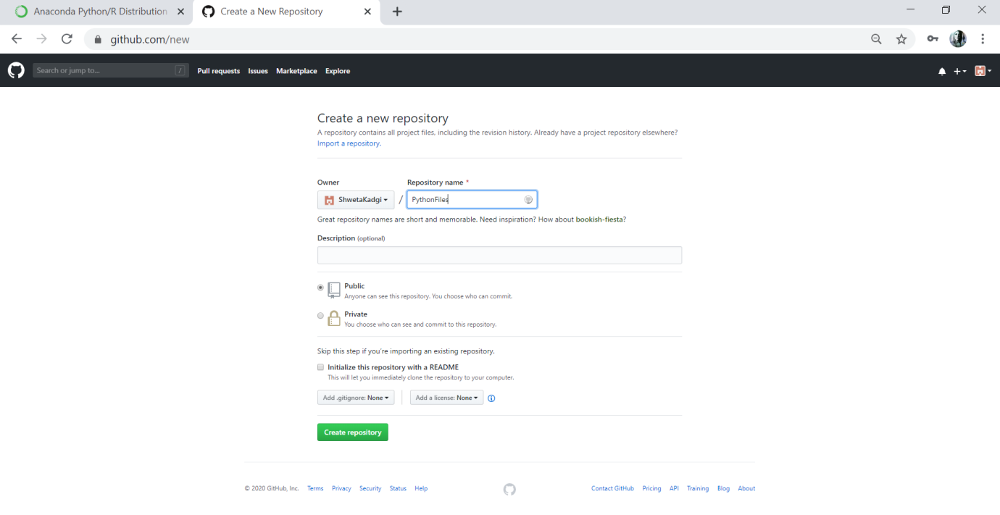 Anaconda Python/R Distribution
Create a New Repository
github.com/new
Search or jump to...
/
Pull requests
Issues
Marketplace
Explore
Create a new repository
A repository contains all project files, including the revision history. Already have a project repository elsewhere?
Import a repository.
Owner
Repository name *
ShwetaKadgi
/
PythonFiles
Great repository names are short and memorable. Need inspiration? How about bookish-fiesta?
Description (optional)
Public
Anyone can see this repository. You choose who can commit.
Private
You choose who can see and commit to this repository.
Skip this step if you're importing an existing repository.
Initialize this repository with a README
This will let you immediately clone the repository to your computer.
Add .gitignore: None
Add a license: None
Create repository
© 2020 GitHub, Inc.
Terms
Privacy
Security
Status
Help
Contact GitHub
Pricing
API
Training
Blog
About